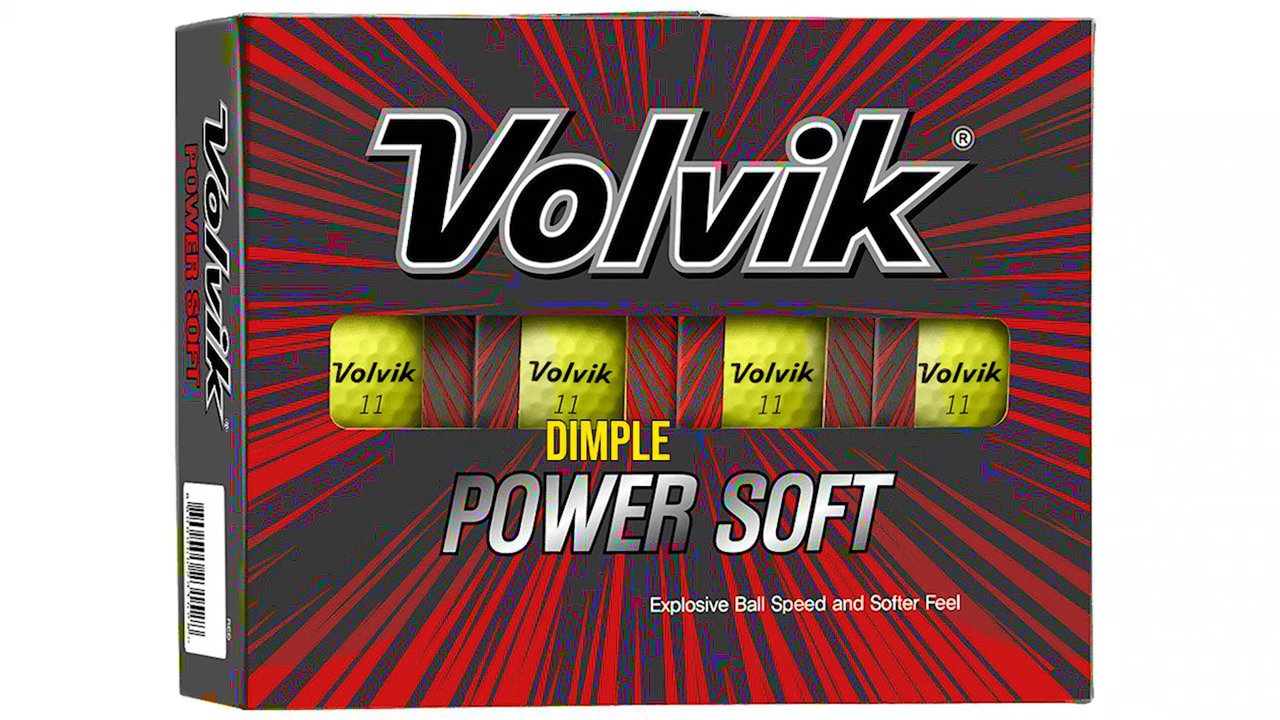 Volvik®
Volvik
POWER SOFT
Volvik Volvik Volvik Volvik
11 11 11 11
DIMPLE
POWER SOFT
Explosive Ball Speed and Softer Feel